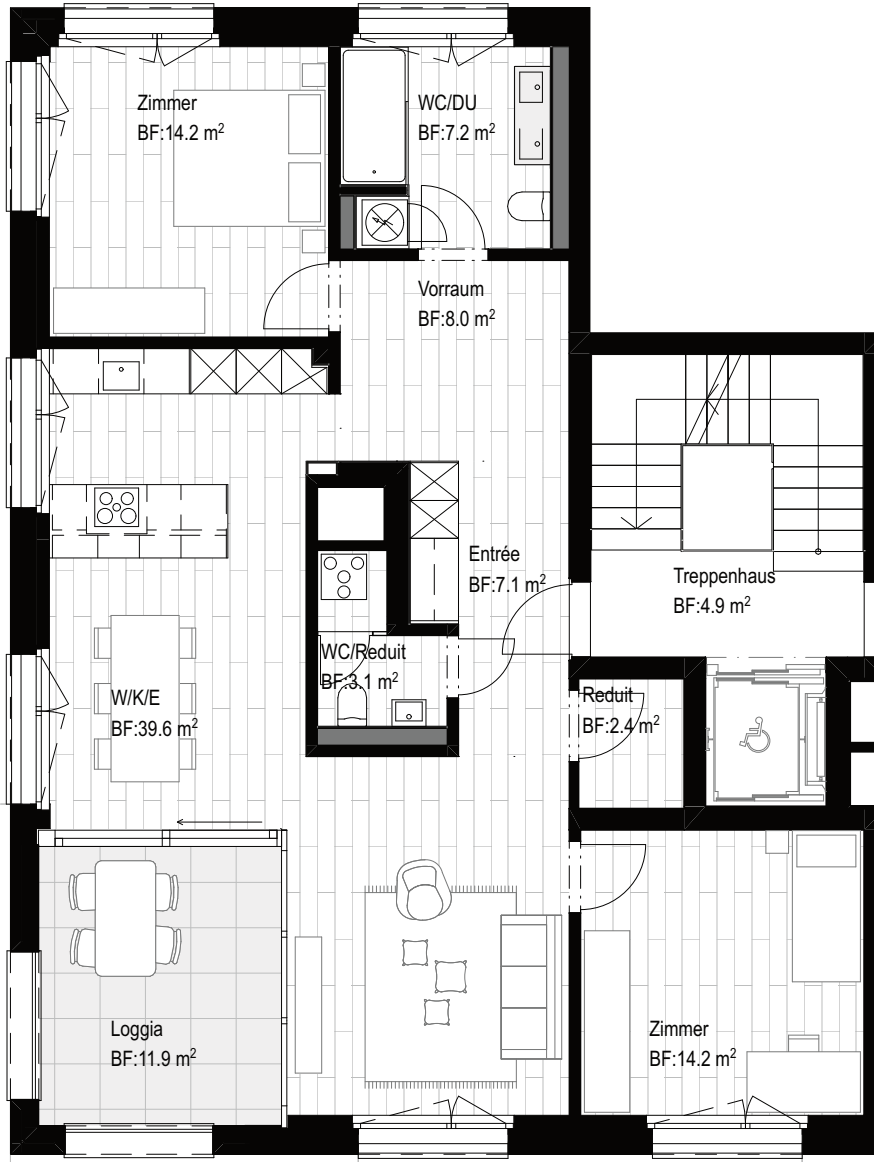 Zimmer
BF:14.2 m²
WC/DU
BF:7.2 m²
Vorraum
BF:8.0 m²
Entrée
BF:7.1 m²
Treppenhaus
BF:4.9 m²
WC/Reduit
BF:3.1 m²
W/K/E
BF:39.6 m²
Reduit
BF:2.4 m²
Loggia
BF:11.9 m²
Zimmer
BF:14.2 m²